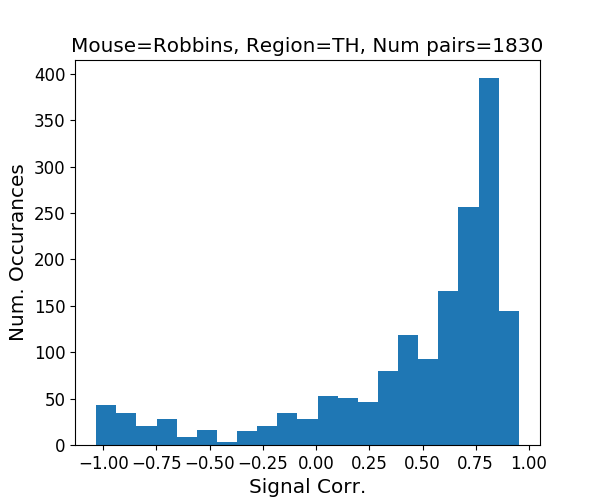 Mouse=Robbins, Region=TH, Num pairs=1830
400
350
300
250
200
150
100
50
0
Num. Occurances
−1.00 −0.75 −0.50 −0.25 0.00 0.25 0.50 0.75 1.00
Signal Corr.